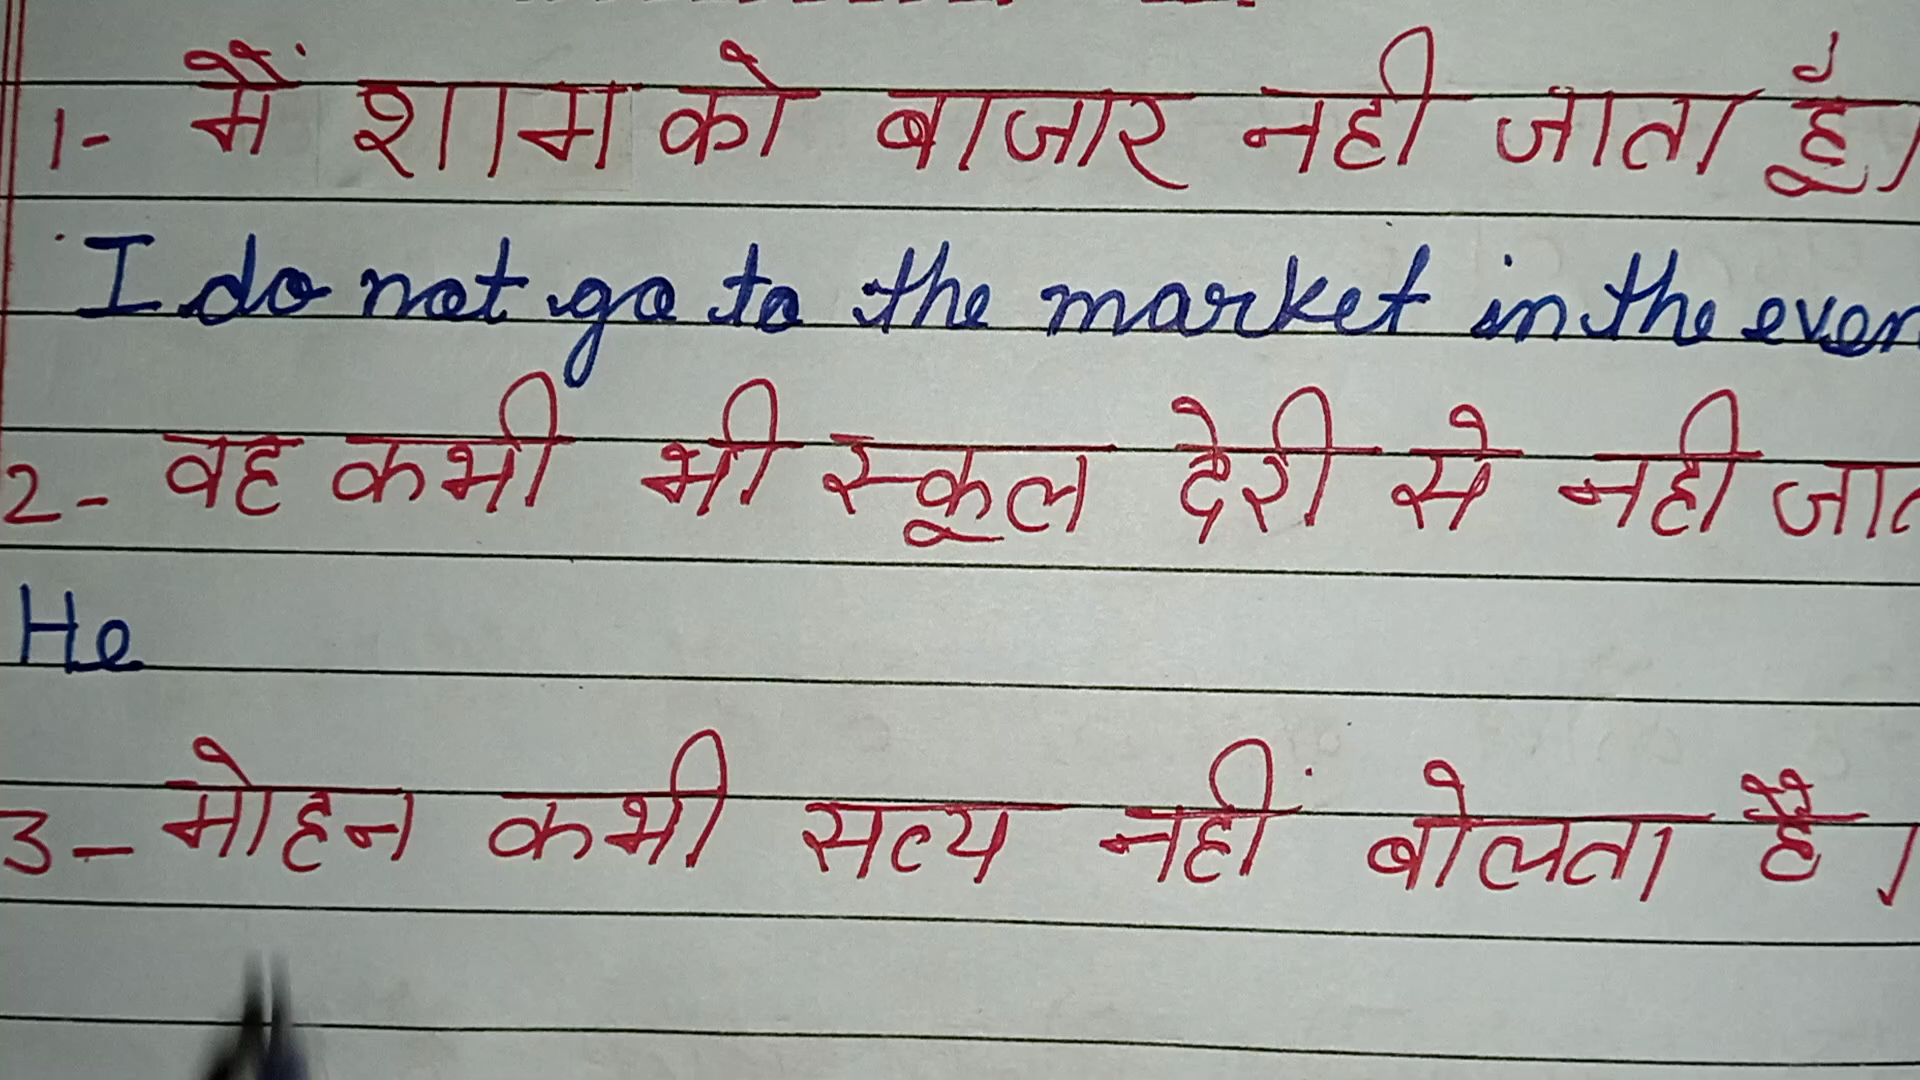 1- मैं शाम को बाजार नही जाता हूँ।
I do not go to the market in the even
2- वह कभी भी स्कूल देरी से नही जात
He
3- मोहन कभी सत्य नहीं बोलता है।